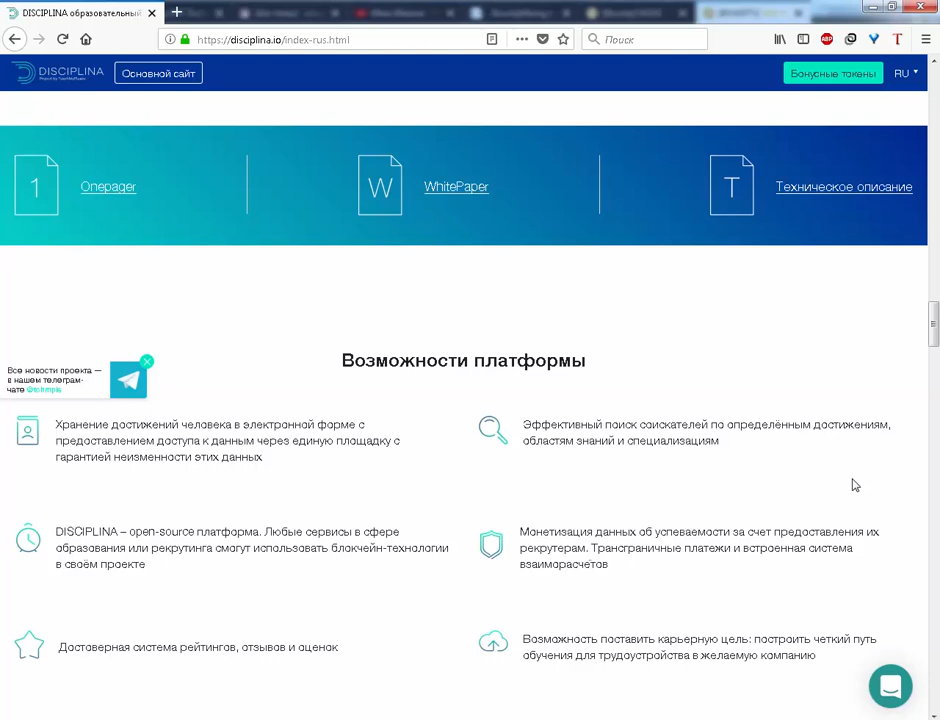 DISCIPLINA образовательный
https://disciplina.io/index-rus.html
Поиск
ABP
T
DISCIPLINA
Основной сайт
Бонусные токены
RU
1
Onepager
W
WhitePaper
T
Техническое описание
Возможности платформы
Все новости проекта —
в нашем телеграм-
чате
Хранение достижений человека в электронной форме с
предоставлением доступа к данным через единую площадку с
гарантией неизменности этих данных
Эффективный поиск соискателей по определённым достижениям,
областям знаний и специализациям
DISCIPLINA – open-source платформа. Любые сервисы в сфере
образования или рекрутинга смогут использовать блокчейн-технологии
в своём проекте
Монетизация данных об успеваемости за счет предоставления их
рекрутерам. Трансграничные платежи и встроенная система
взаиморасчётов
Достоверная система рейтингов, отзывов и оценок
Возможность поставить карьерную цель: построить четкий путь
обучения для трудоустройства в желаемую компанию